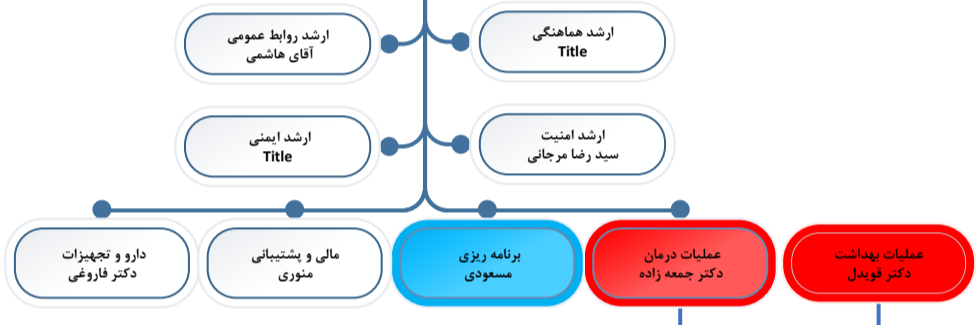 ارشد هماهنگی
Title
ارشد روابط عمومی
آقای هاشمی
ارشد امنیت
سید رضا مرجانی
ارشد ایمنی
Title
عملیات بهداشت
دکتر قویدل
عملیات درمان
دکتر جمعه زاده
برنامه ریزی
مسعودی
مالی و پشتیبانی
منوری
دارو و تجهیزات
دکتر فاروغی